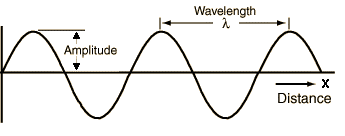 Wavelength
λ
Amplitude
x
Distance